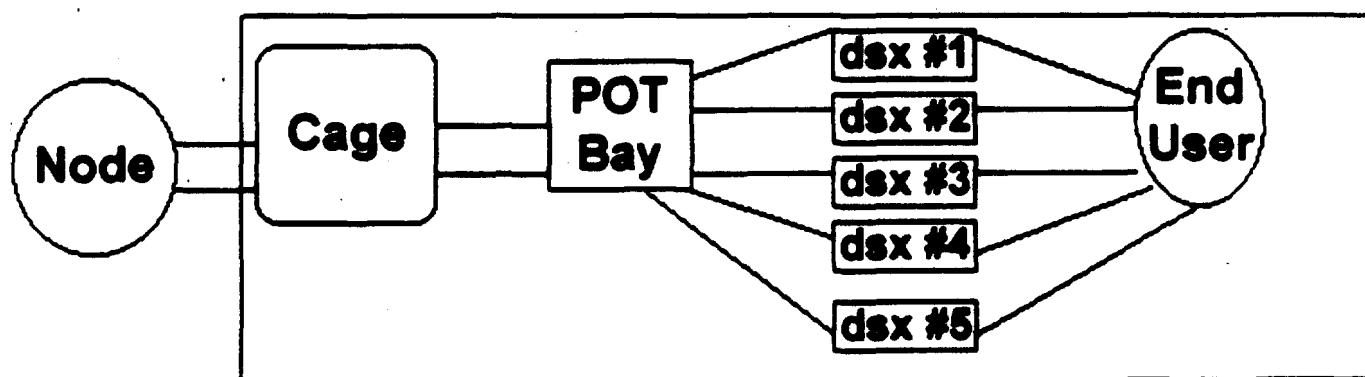 Node
Cage
POT
Bay
dsx #1
dsx #2
dsx #3
dsx #4
dsx #5
End
User